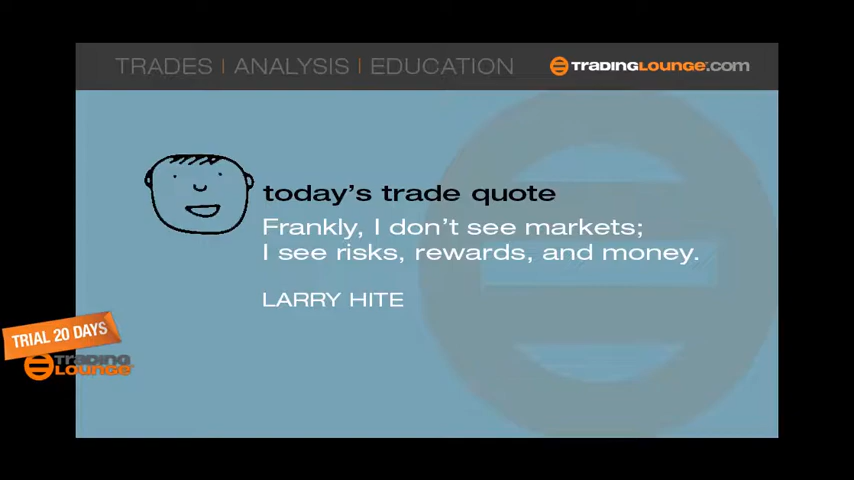 TRADES | ANALYSIS | EDUCATION
TRADINGLOUNGE.com
today's trade quote
Frankly, I don't see markets;
I see risks, rewards, and money.
LARRY HITE
TRIAL 20 DAYS
TRADING
LOUNGE